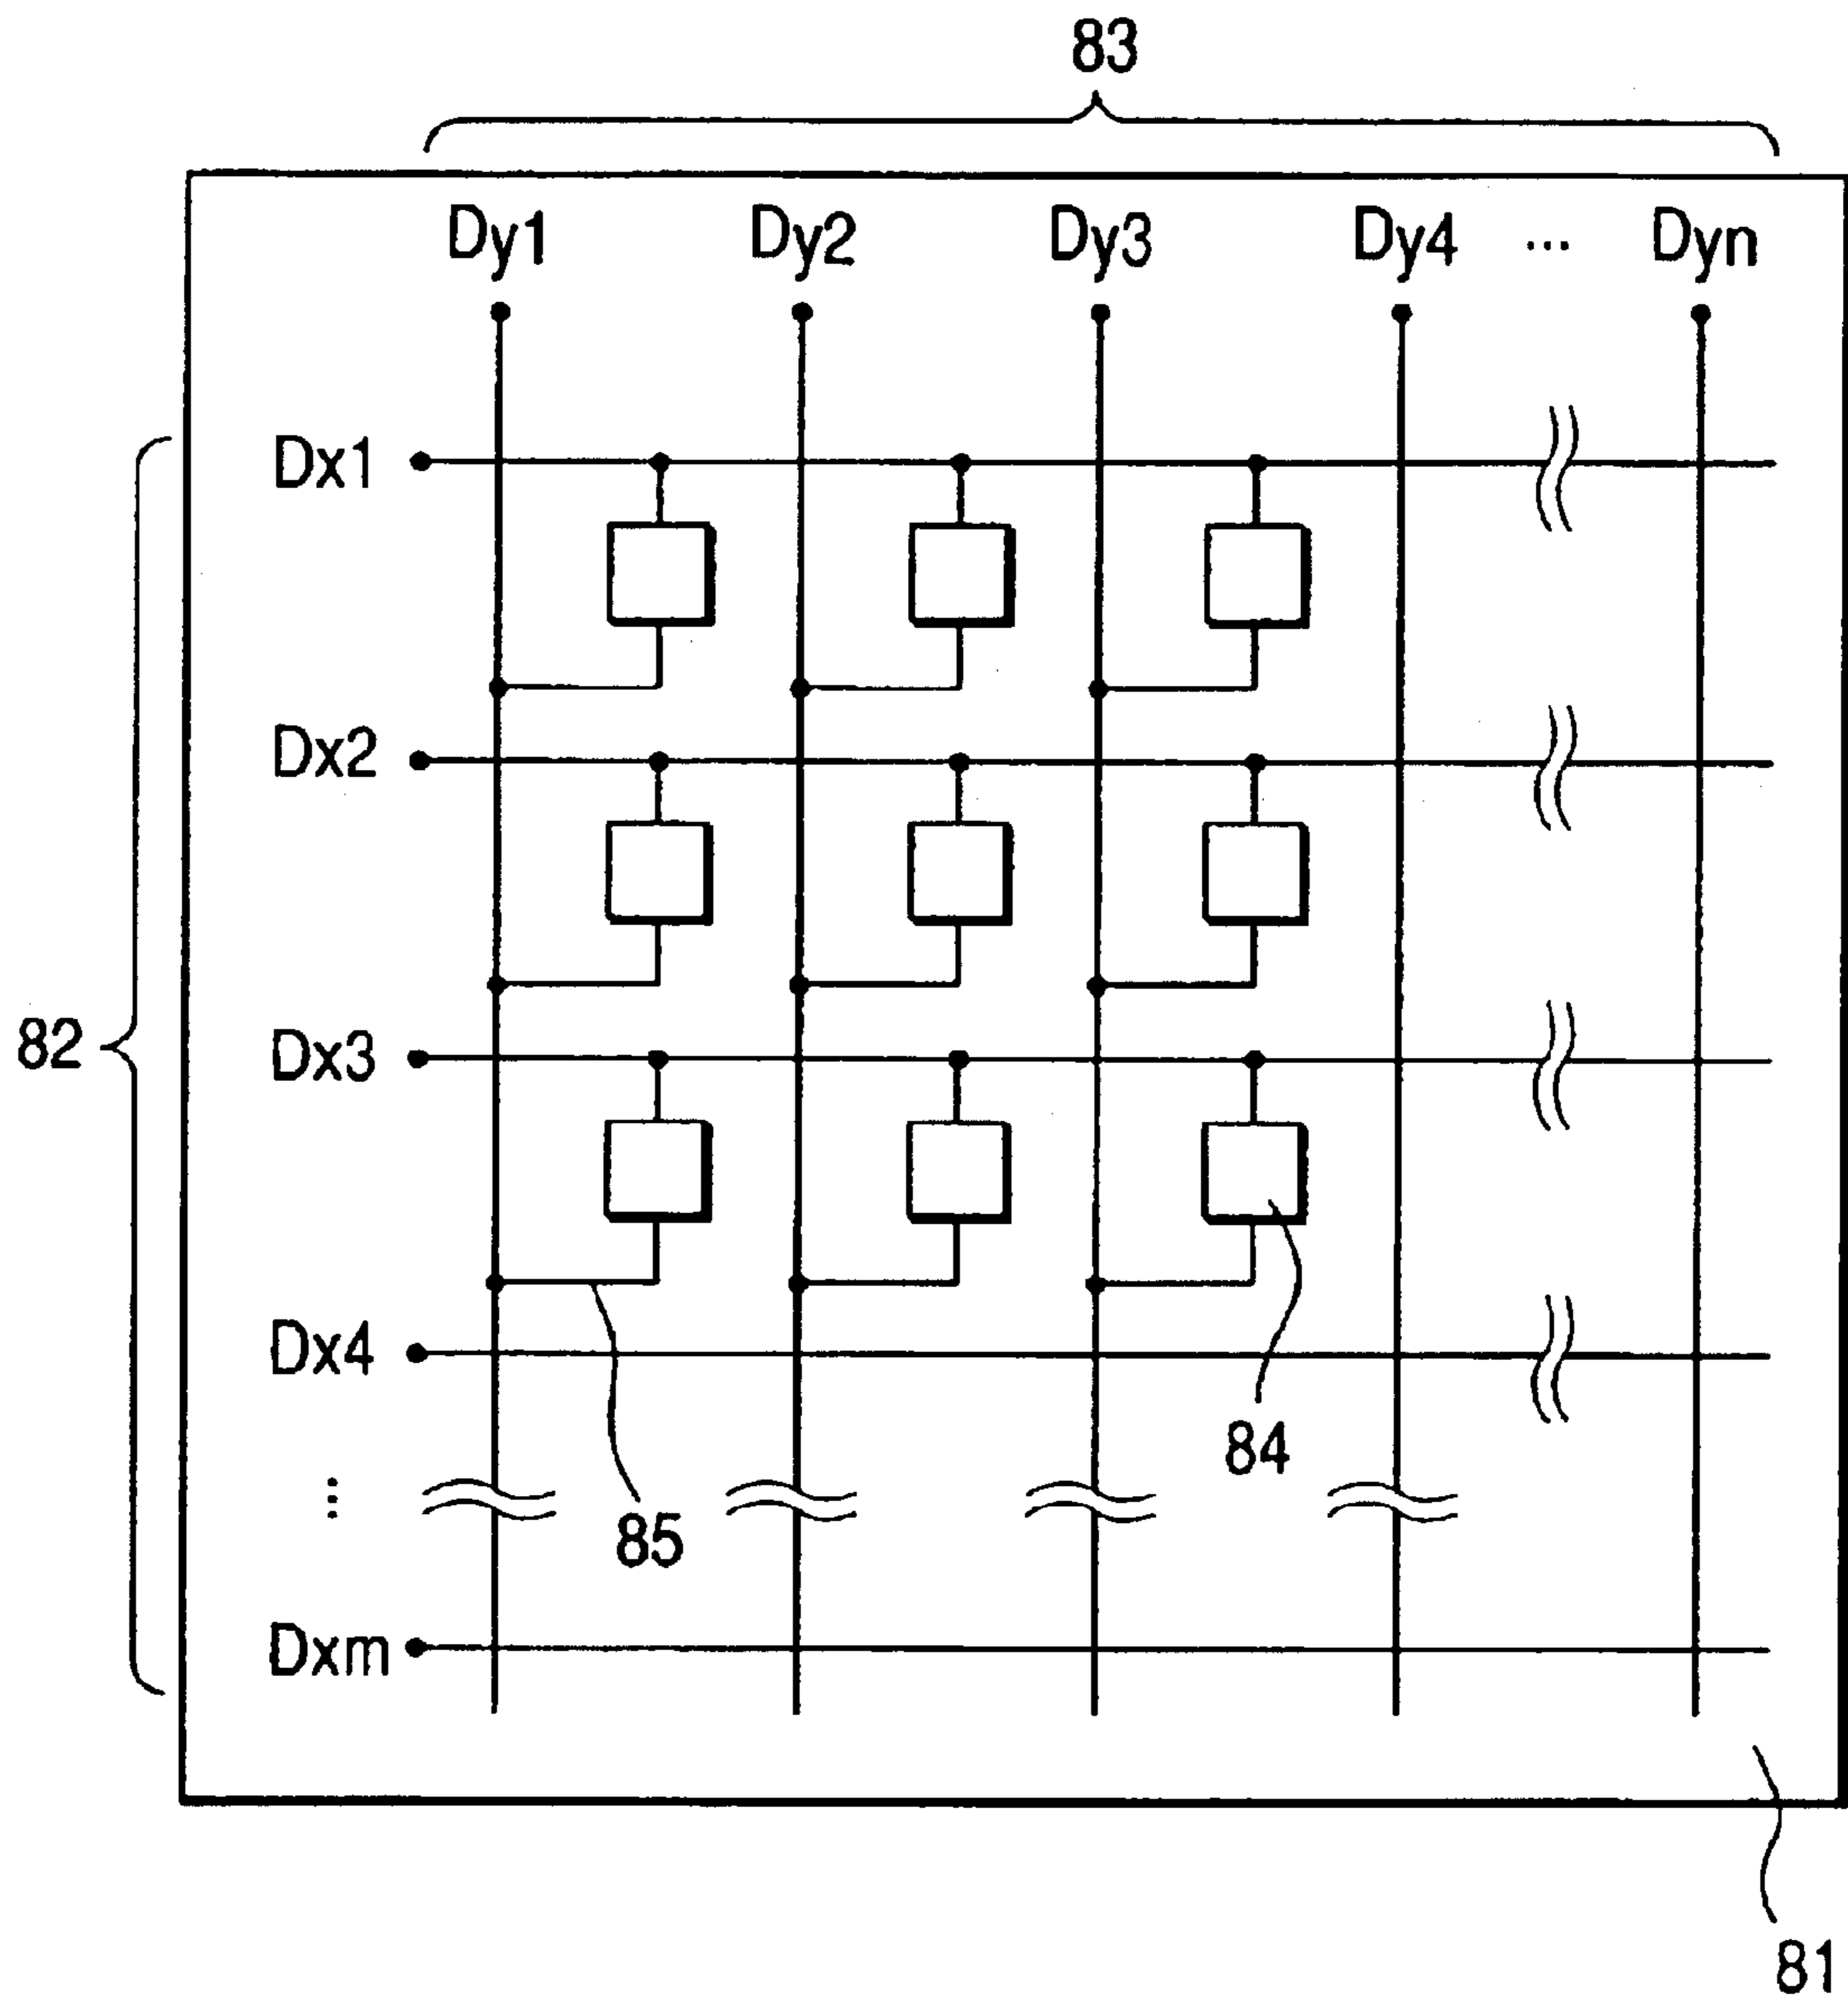 83
Dy1 Dy2 Dy3 Dy4 ... Dyn
Dx1
Dx2
82
Dx3
Dx4
84
⋮
85
Dxm
81